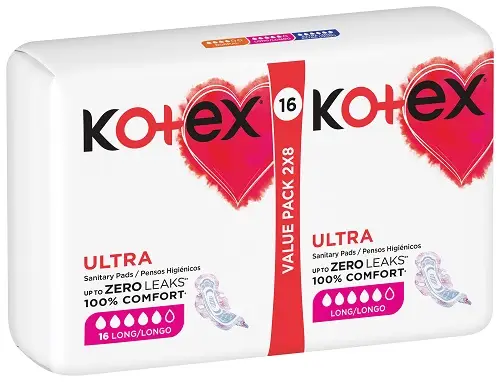 Kotex
ULTRA
Sanitary Pads / Pensos Higiénicos
UP TO ZERO LEAKS
100% COMFORT
16 LONG/LONGO
16
VALUE PACK 2X8
Kotex
ULTRA
Sanitary Pads / Pensos Higiénicos
UP TO ZERO LEAKS
100% COMFORT
LONG/LONGO